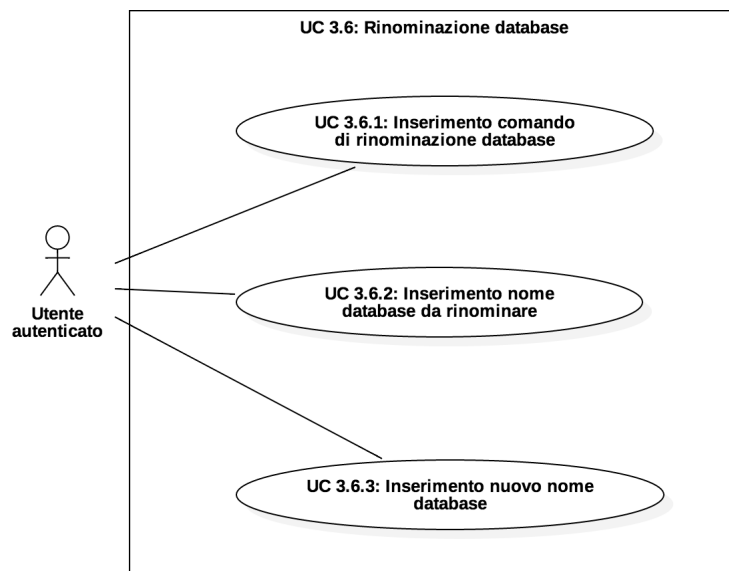 UC 3.6: Rinominazione database
UC 3.6.1: Inserimento comando
di rinominazione database
UC 3.6.2: Inserimento nome
database da rinominare
Utente
autenticato
UC 3.6.3: Inserimento nuovo nome
database